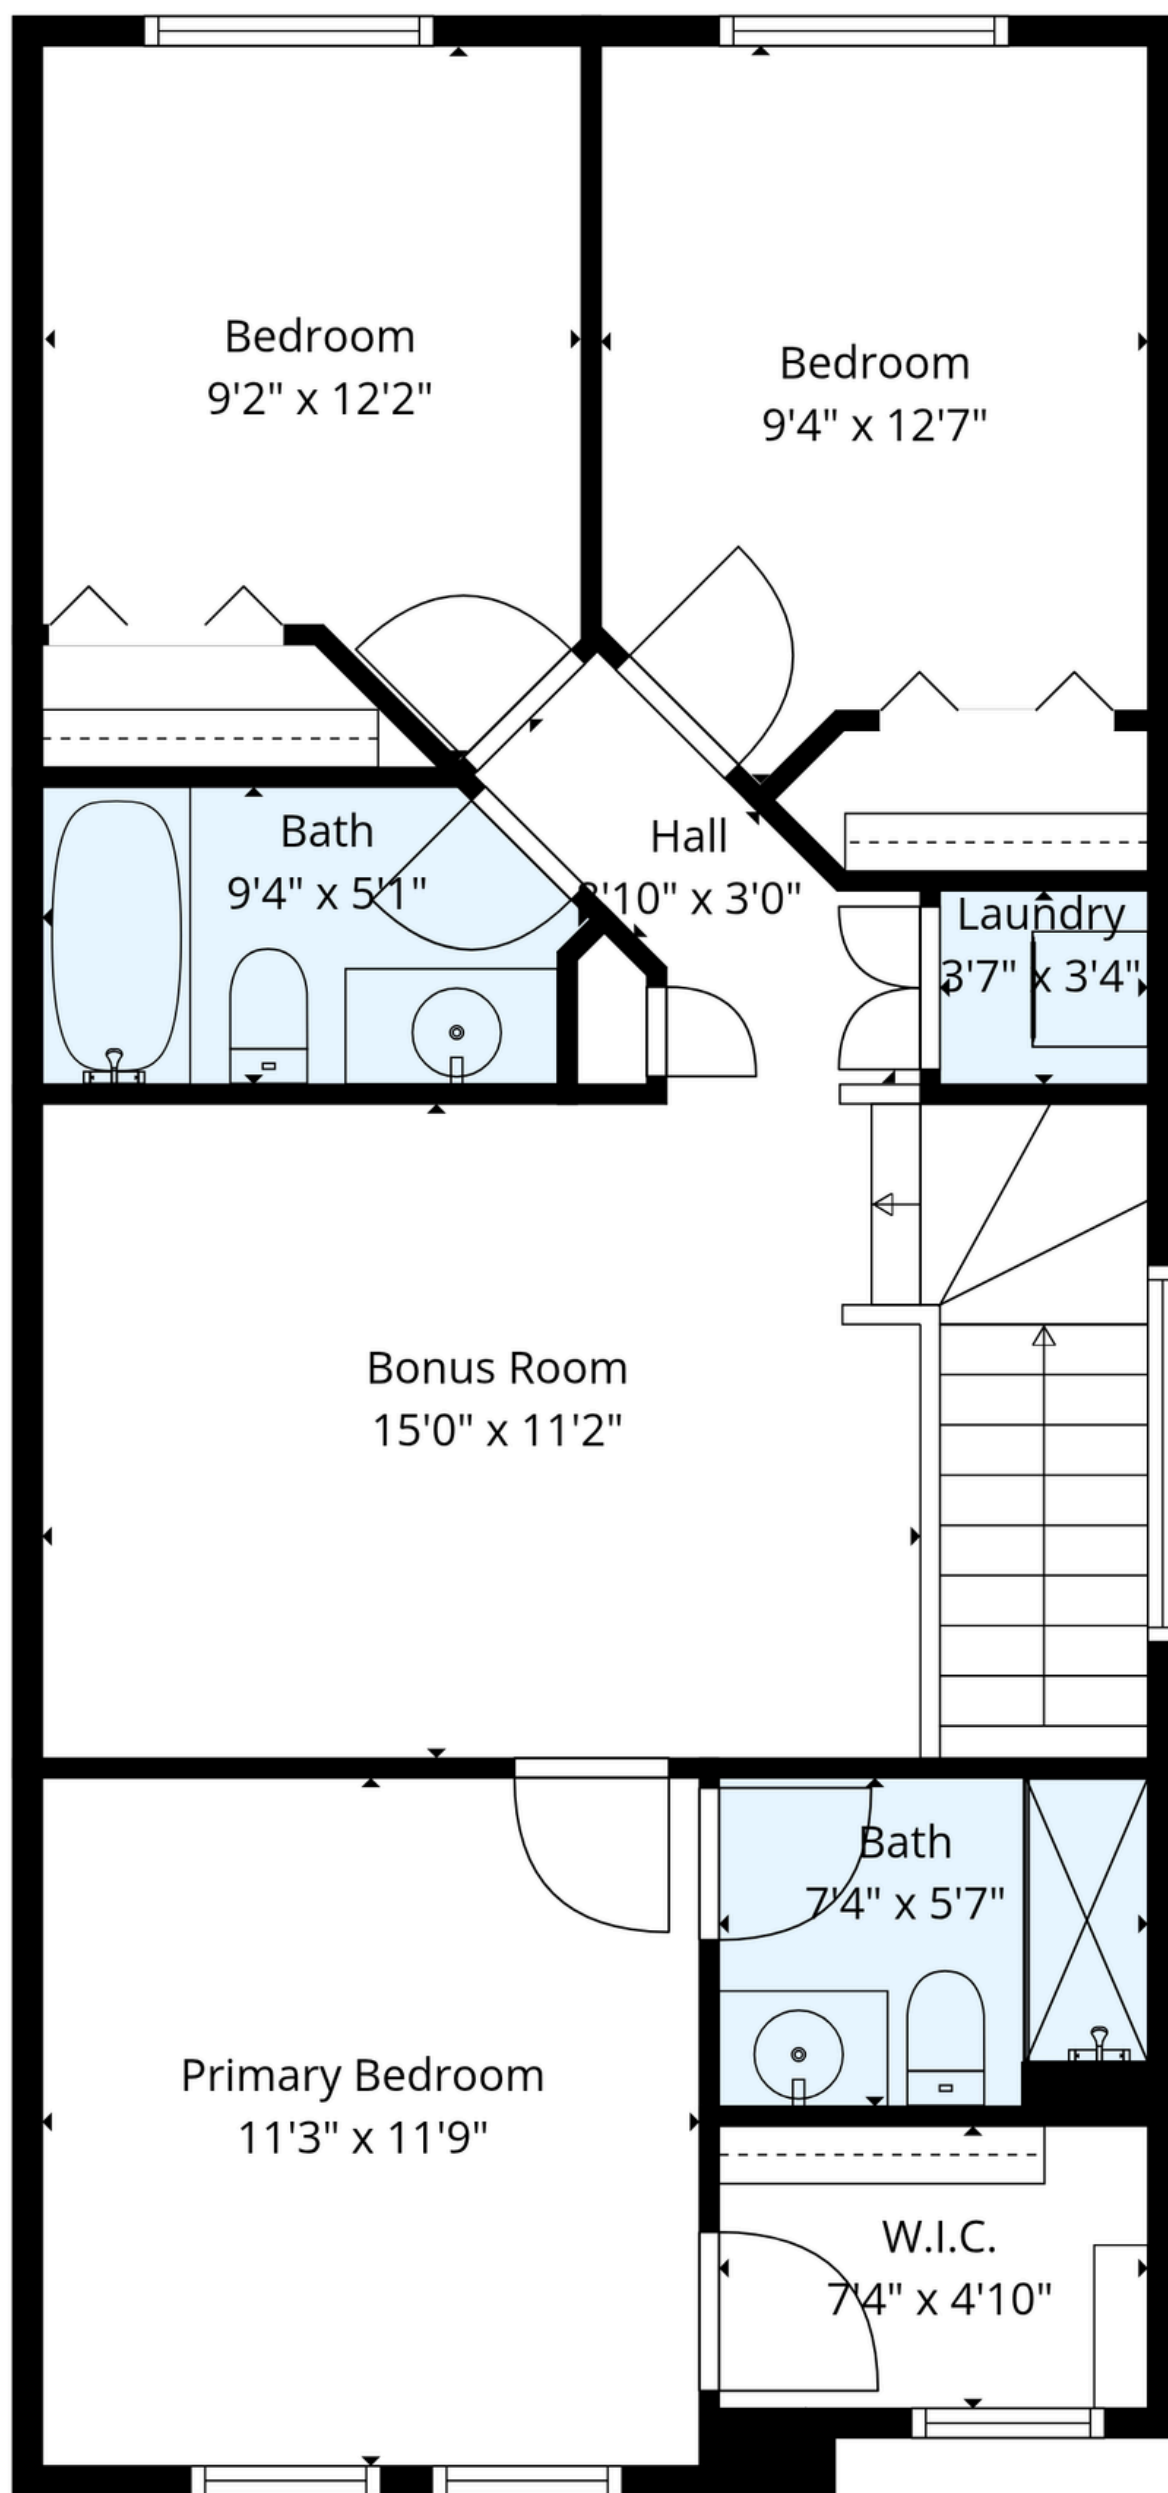 Bedroom
9'2" x 12'2"
Bedroom
9'4" x 12'7"
Bath
9'4" x 5'1"
Hall
x 3'0"
Laundry
3'7" x 3'4"
Bonus Room
15'0" x 11'2"
Bath
7'4" x 5'7"
Primary Bedroom
11'3" x 11'9"
W.I.C.
7'4" x 4'10"